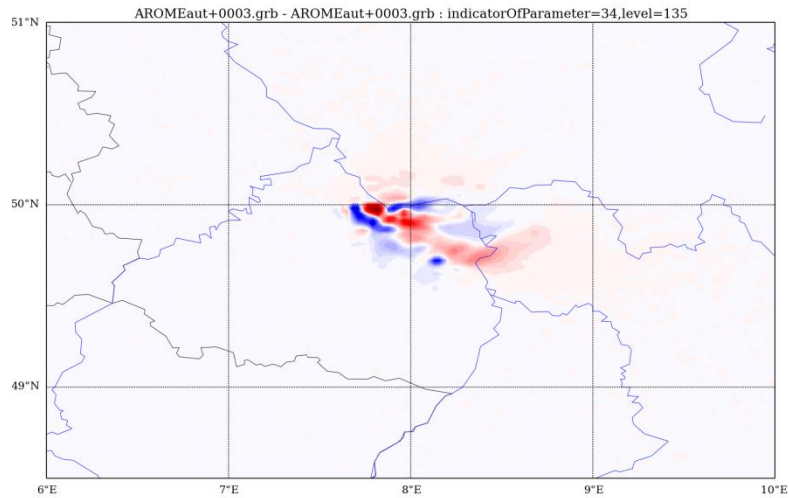 AROMEaut+0003.grb - AROMEaut+0003.grb : indicatorOfParameter=34,level=135
51°N
50°N
49°N
6°E 7°E 8°E 9°E 10°E